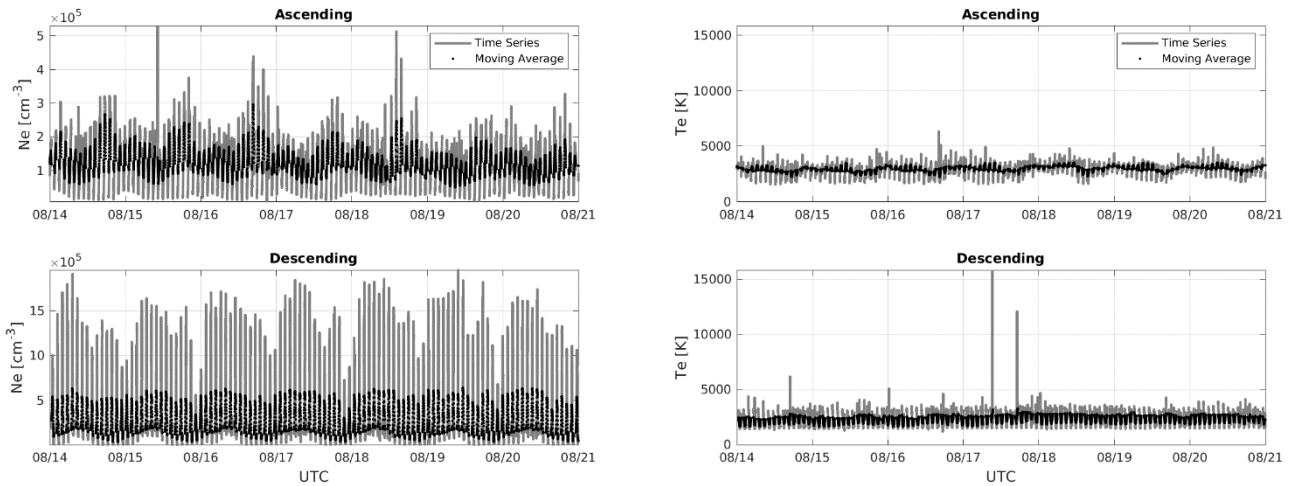 Ascending
×10⁵
Ne [cm⁻³]
5
4
3
2
1
Time Series
Moving Average
08/14 08/15 08/16 08/17 08/18 08/19 08/20 08/21
Ascending
Te [K]
15000
10000
5000
0
Time Series
Moving Average
08/14 08/15 08/16 08/17 08/18 08/19 08/20 08/21
Descending
×10⁵
Ne [cm⁻³]
15
10
5
08/14 08/15 08/16 08/17 08/18 08/19 08/20 08/21
UTC
Descending
Te [K]
15000
10000
5000
0
08/14 08/15 08/16 08/17 08/18 08/19 08/20 08/21
UTC